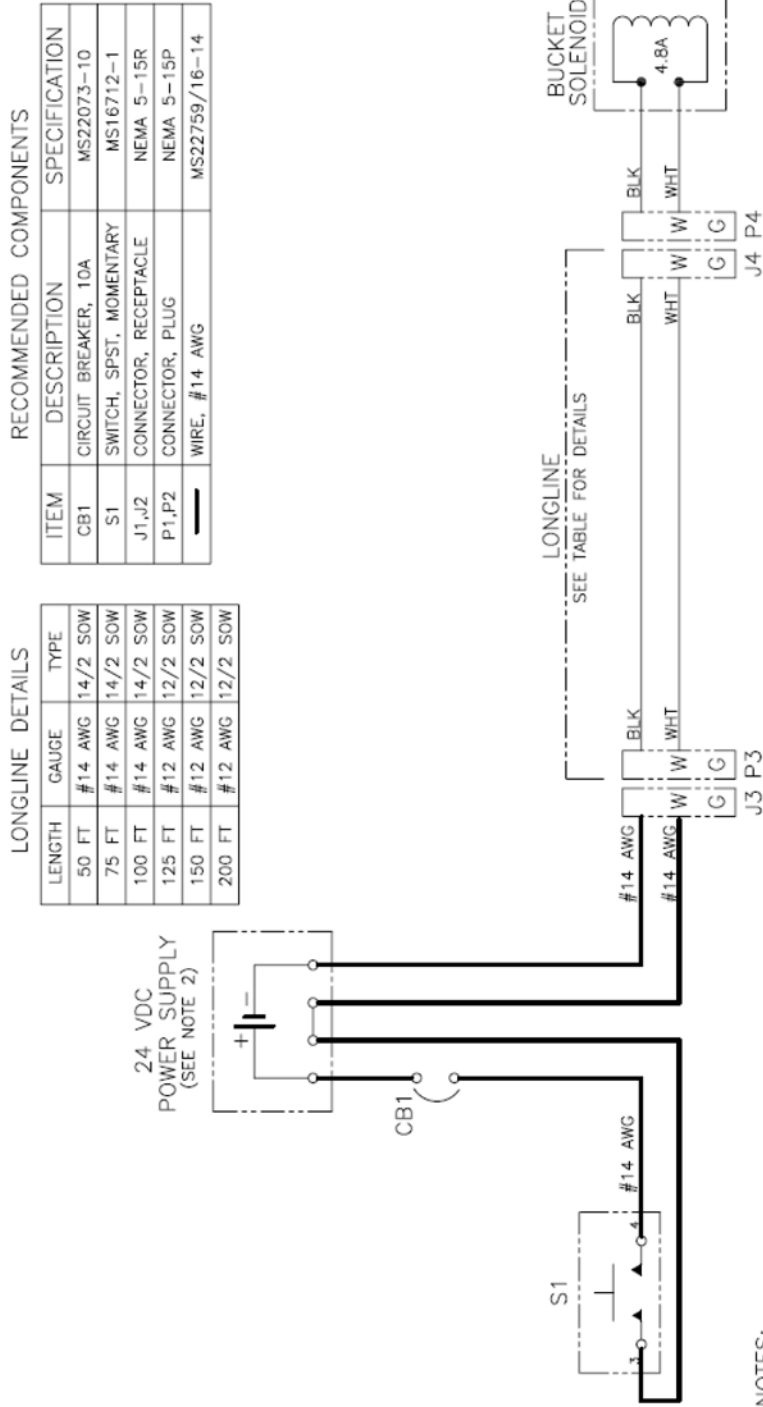 LONGLINE DETAILS
LENGTH GAUGE TYPE
50 FT #14 AWG 14/2 SOW
75 FT #14 AWG 14/2 SOW
100 FT #14 AWG 14/2 SOW
125 FT #12 AWG 12/2 SOW
150 FT #12 AWG 12/2 SOW
200 FT #12 AWG 12/2 SOW
RECOMMENDED COMPONENTS
ITEM DESCRIPTION SPECIFICATION
CB1 CIRCUIT BREAKER, 10A MS22073-10
S1 SWITCH, SPST, MOMENTARY MS16712-1
J1,J2 CONNECTOR, RECEPTACLE NEMA 5-15R
P1,P2 CONNECTOR, PLUG NEMA 5-15P
WIRE, #14 AWG MS22759/16-14
24 VDC
POWER SUPPLY
(SEE NOTE 2)
+ −
CB1
S1
3 4
#14 AWG
#14 AWG
#14 AWG
W W
G G
J3 P3
BLK
WHT
LONGLINE
SEE TABLE FOR DETAILS
BLK
WHT
W W
G G
J4 P4
BLK
WHT
BUCKET
SOLENOID
4.8A
NOTES: